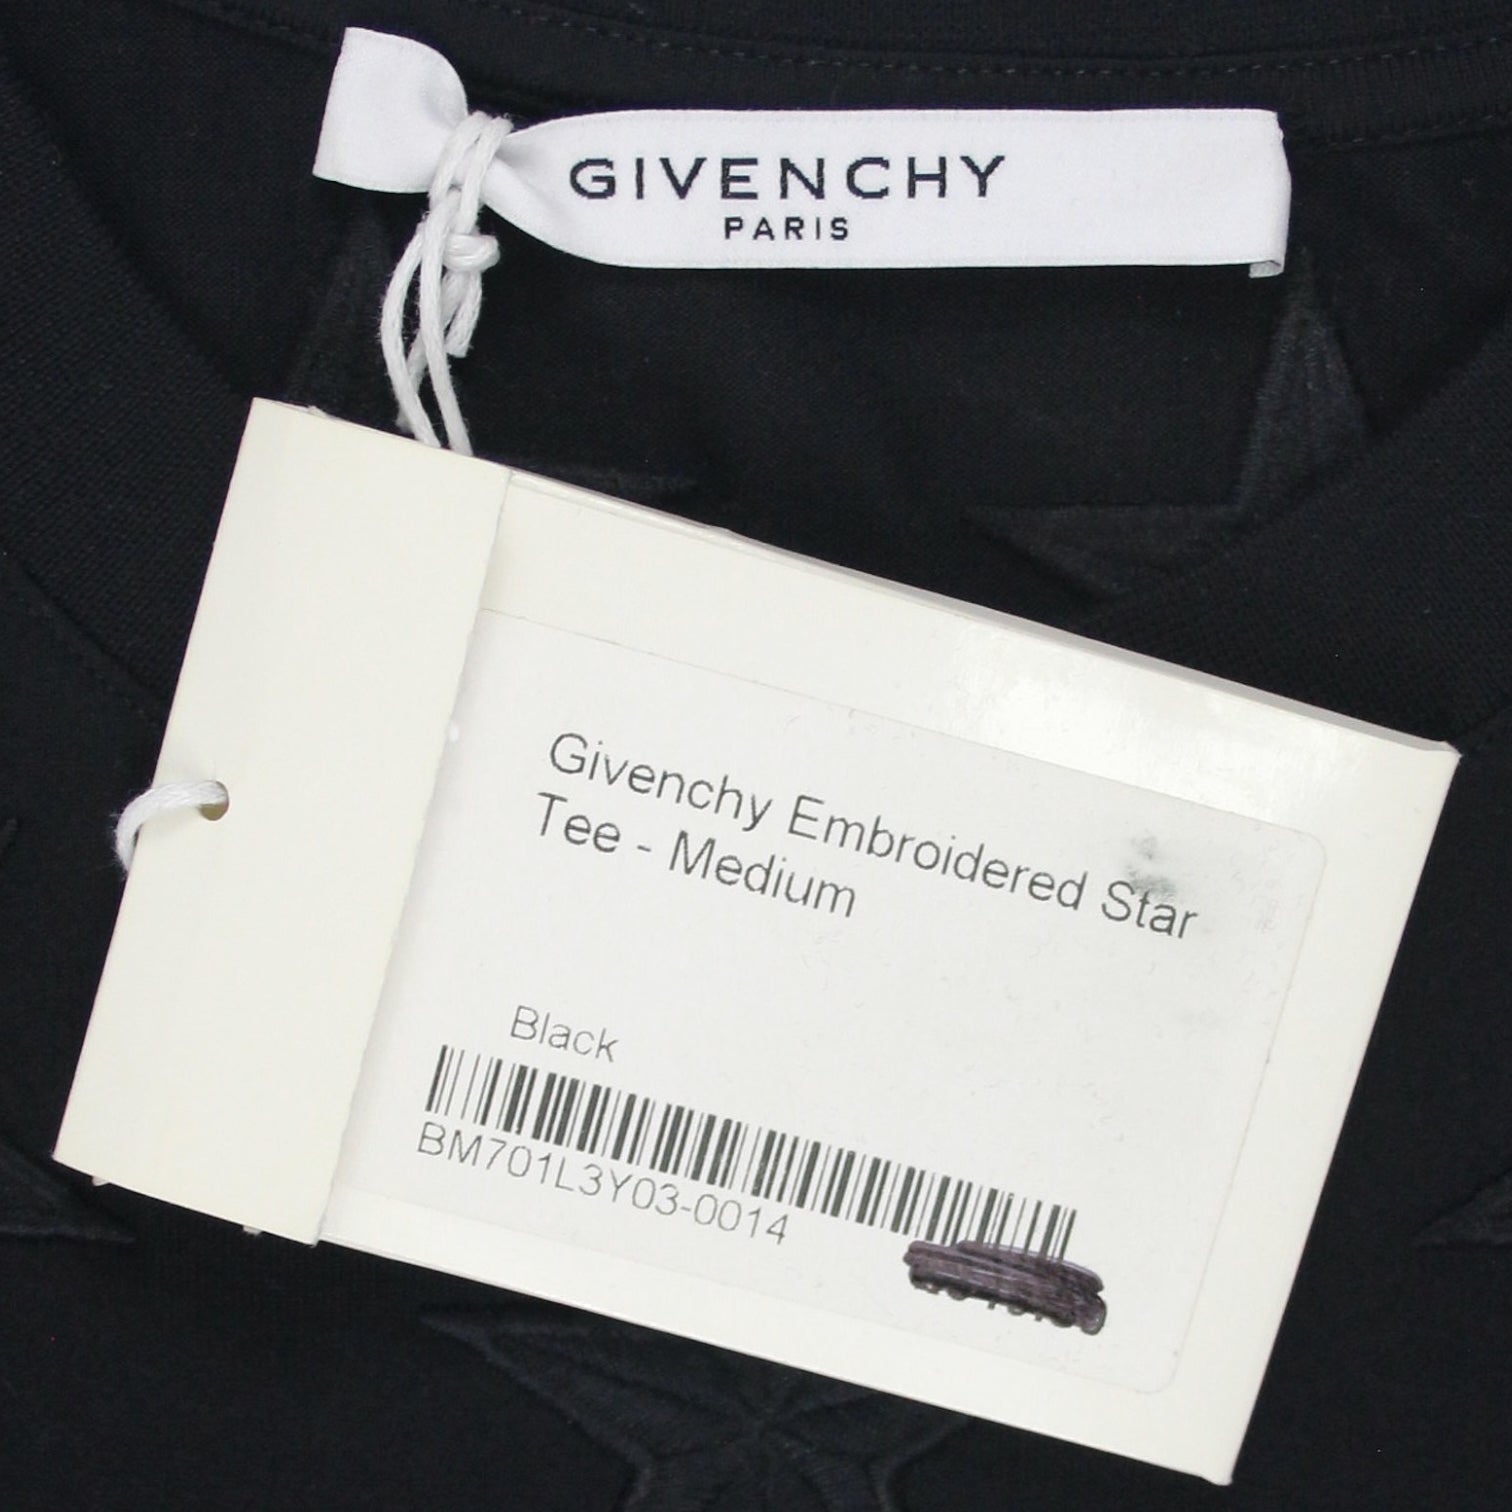 GIVENCHY
PARIS
Givenchy Embroidered Star
Tee - Medium
Black
BM701L3Y03-0014